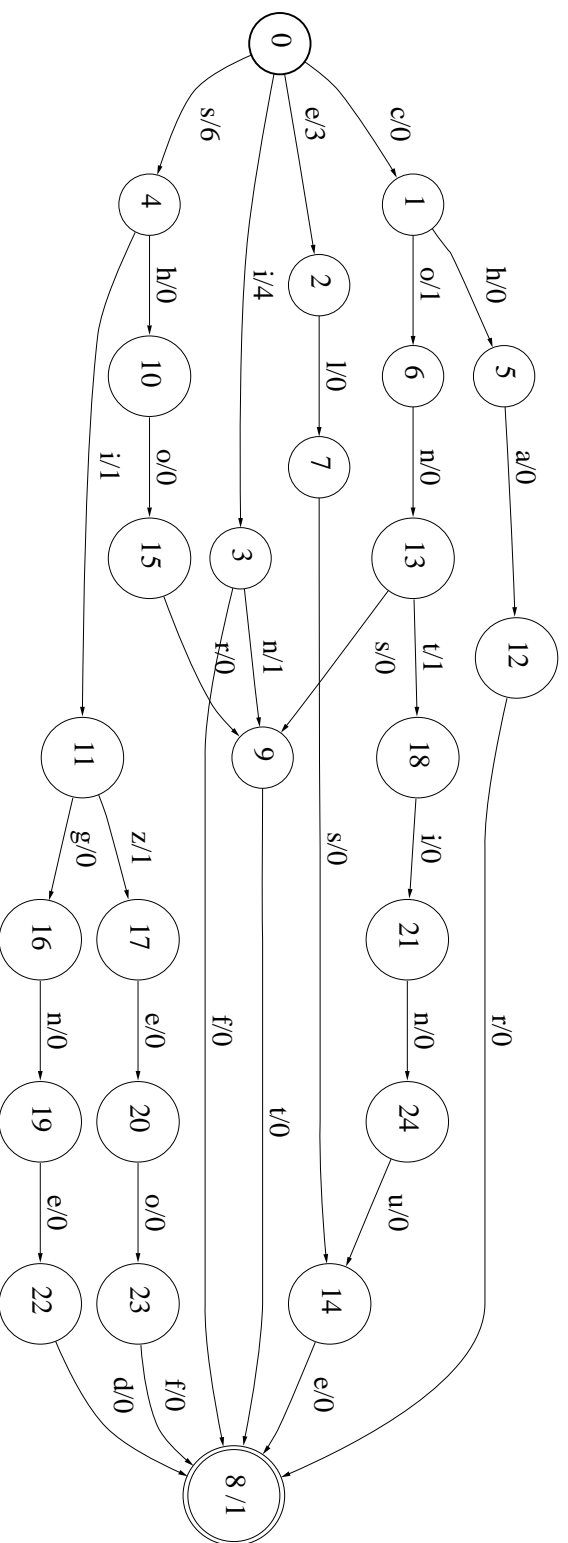 0
c/0
e/3
i/4
s/6
1
2
3
4
h/0
o/1
l/0
h/0
i/1
5
6
7
10
11
a/0
n/0
s/0
n/1
r/0
o/0
12
13
9
15
t/1
s/0
z/1
g/0
18
17
16
r/0
i/0
t/0
f/0
e/0
n/0
21
20
19
n/0
o/0
e/0
24
23
22
u/0
f/0
d/0
14
e/0
8 /1